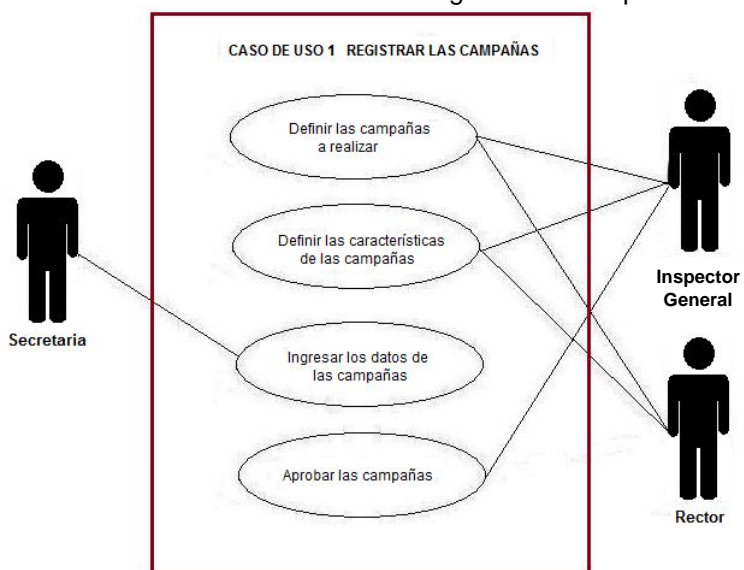 CASO DE USO 1 REGISTRAR LAS CAMPAÑAS
Definir las campañas
a realizar
Definir las características
de las campañas
Inspector
General
Secretaria
Ingresar los datos de
las campañas
Aprobar las campañas
Rector